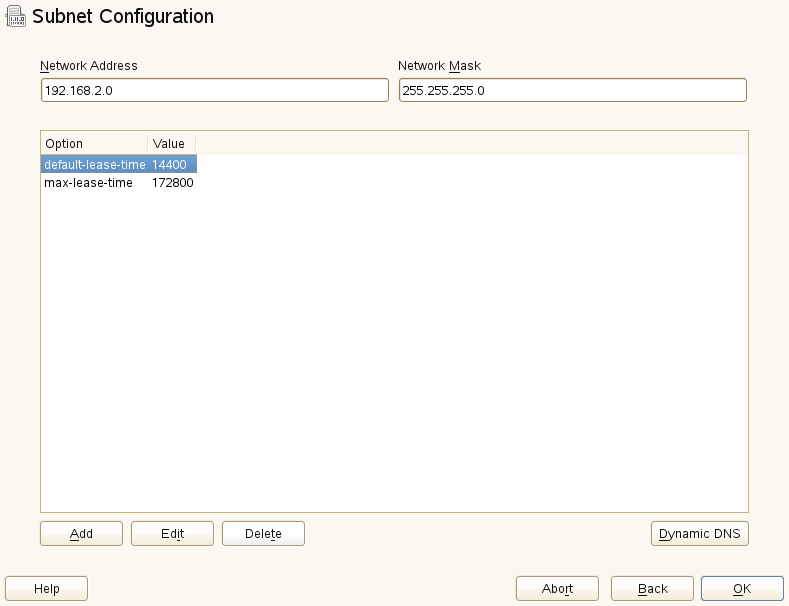 Subnet Configuration
Network Address
Network Mask
192.168.2.0
255.255.255.0
Option Value
default-lease-time 14400
max-lease-time 172800
Add Edit Delete Dynamic DNS
Help Abort Back OK